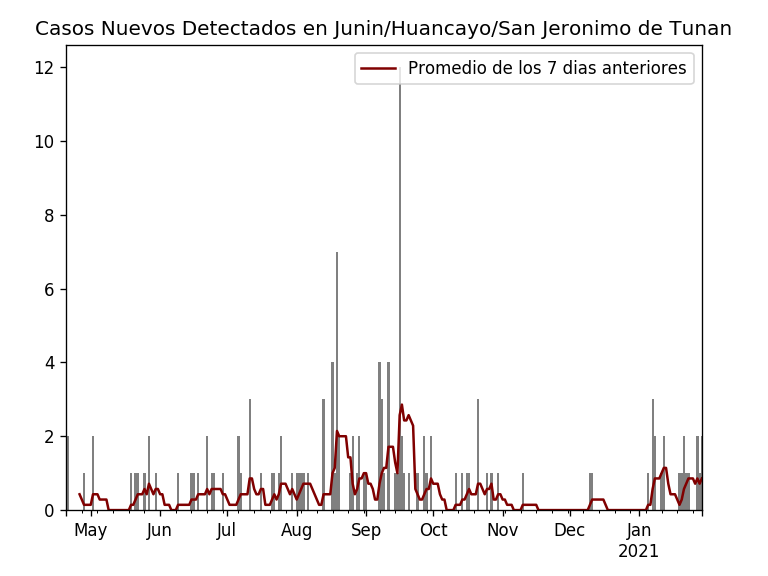 Casos Nuevos Detectados en Junin/Huancayo/San Jeronimo de Tunan
Promedio de los 7 dias anteriores
12
10
8
6
4
2
0
May Jun Jul Aug Sep Oct Nov Dec Jan
2021